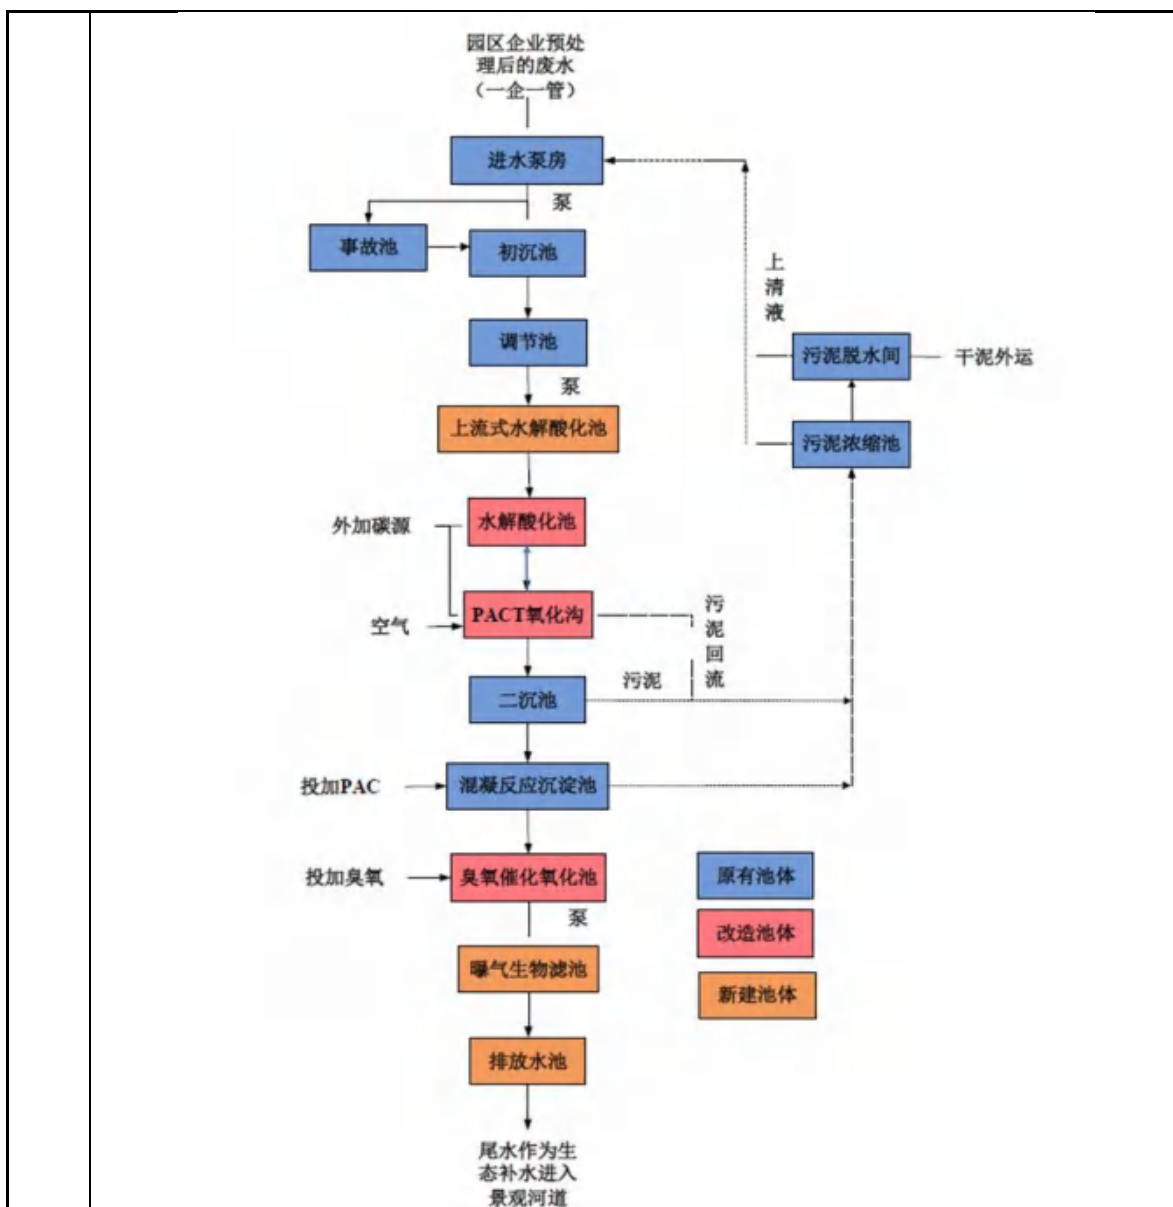 园区企业预处
理后的废水
（一企一管）
进水泵房
泵
事故池
初沉池
上
清
液
调节池
污泥脱水间
干泥外运
泵
上流式水解酸化池
污泥浓缩池
水解酸化池
外加碳源
PACT氧化沟
空气
污
泥
回
流
污泥
二沉池
投加PAC
混凝反应沉淀池
投加臭氧
臭氧催化氧化池
原有池体
泵
改造池体
曝气生物滤池
新建池体
排放水池
尾水作为生
态补水进入
景观河道